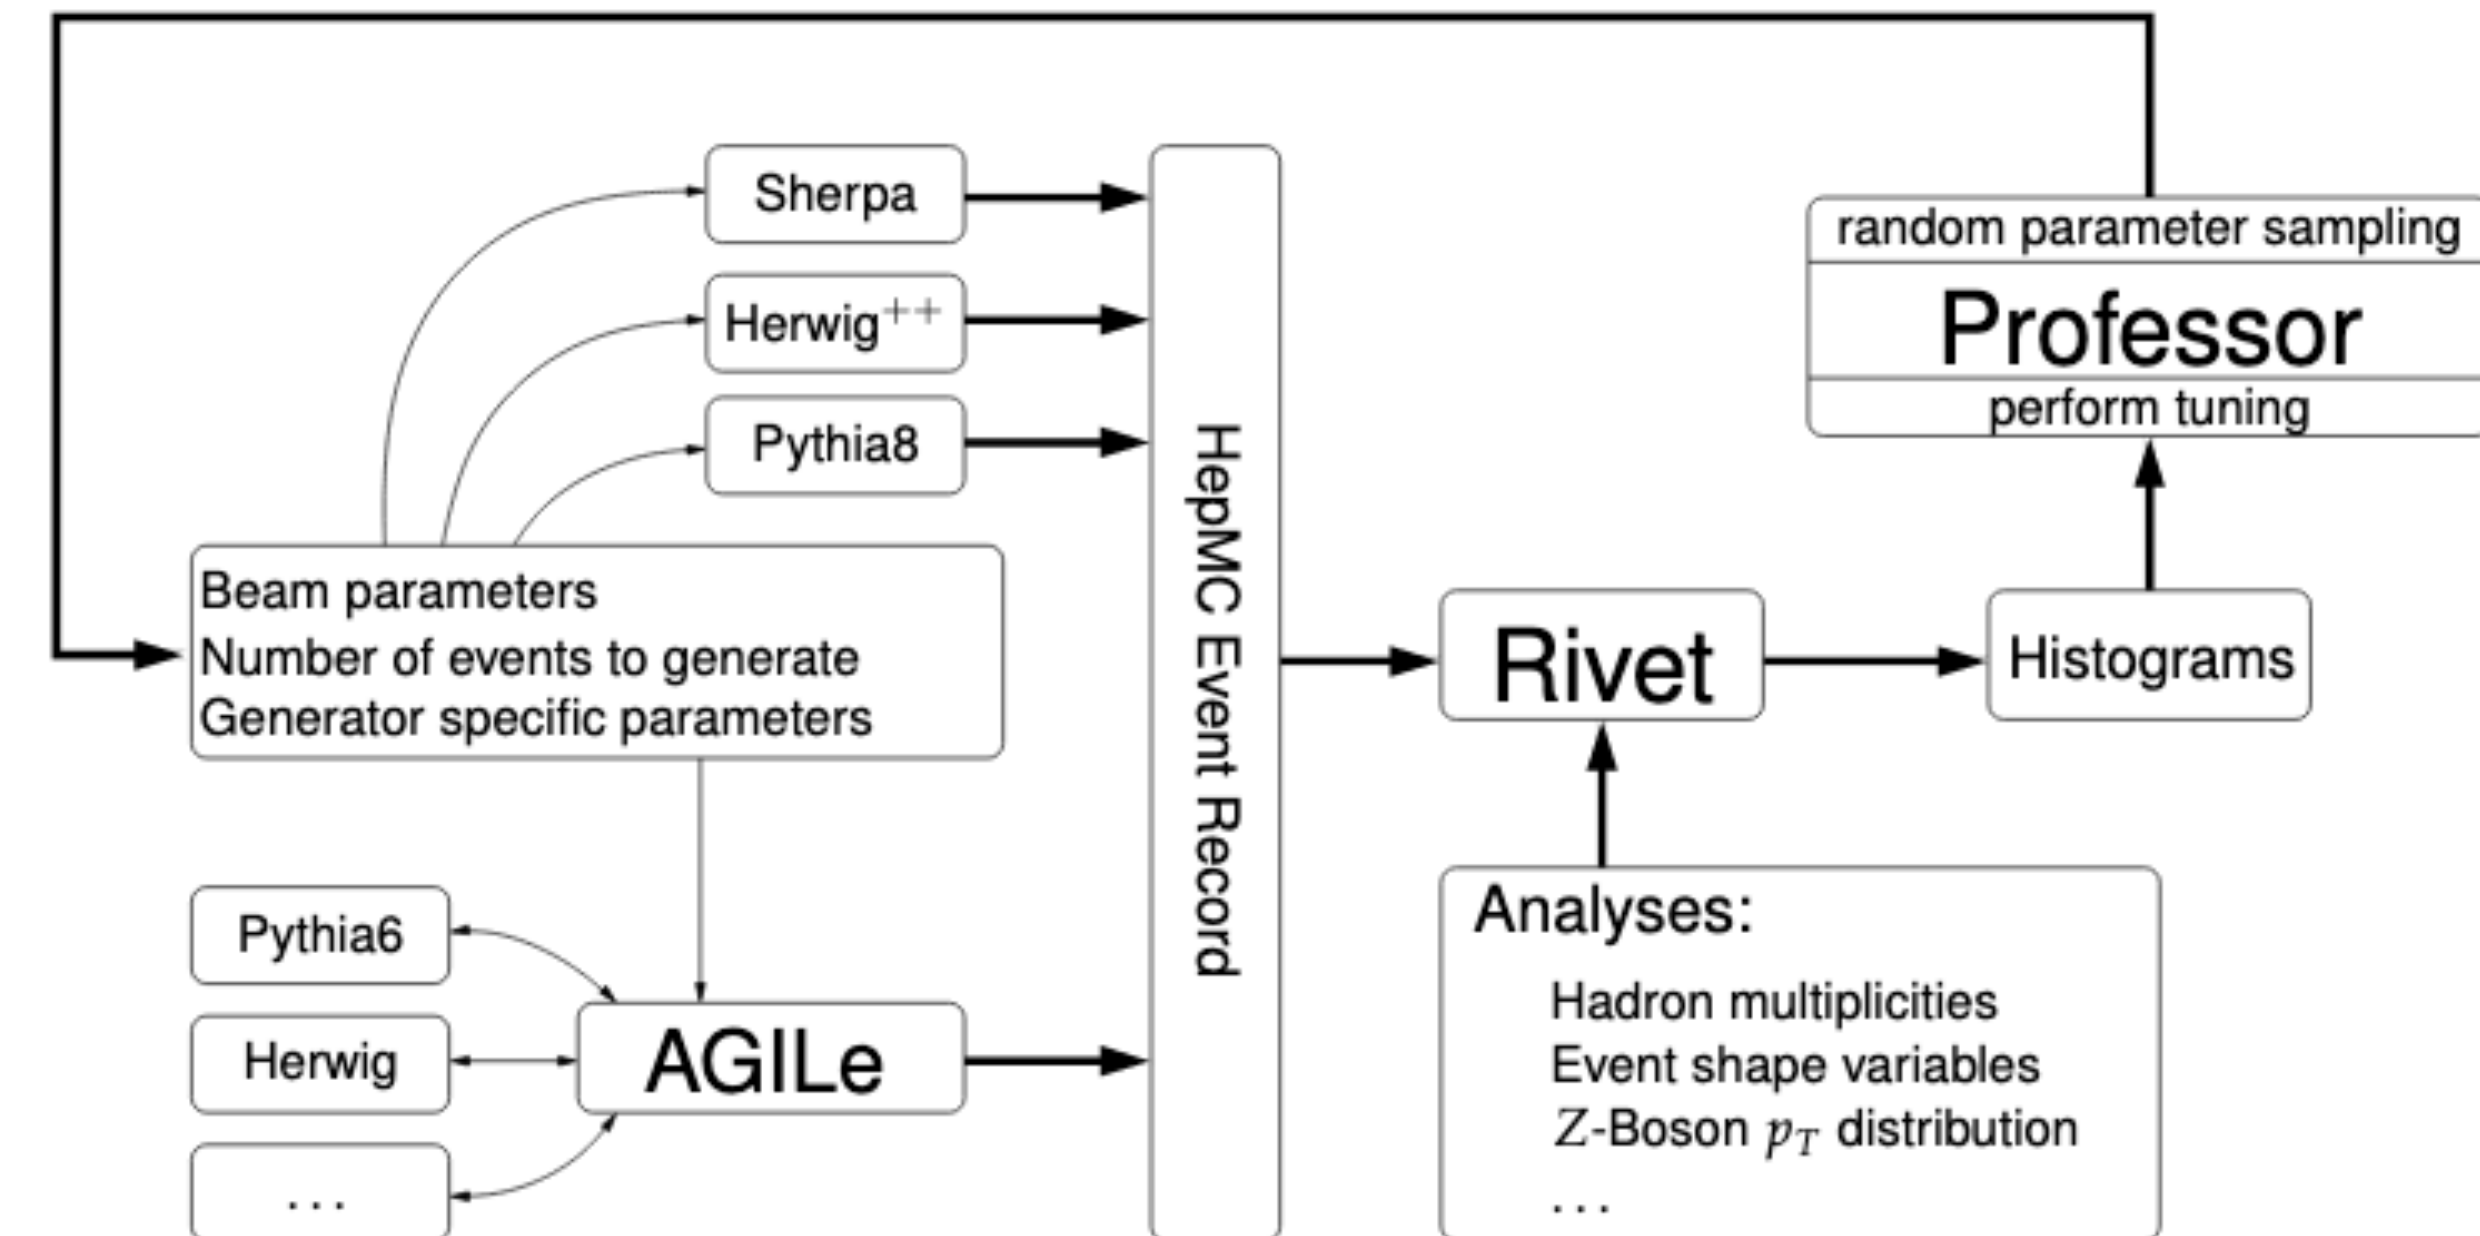 Sherpa
Herwig++
Pythia8
Beam parameters
Number of events to generate
Generator specific parameters
Pythia6
Herwig
...
AGILe
HepMC Event Record
Rivet
Histograms
random parameter sampling
Professor
perform tuning
Analyses:
Hadron multiplicities
Event shape variables
Z-Boson pT distribution
...